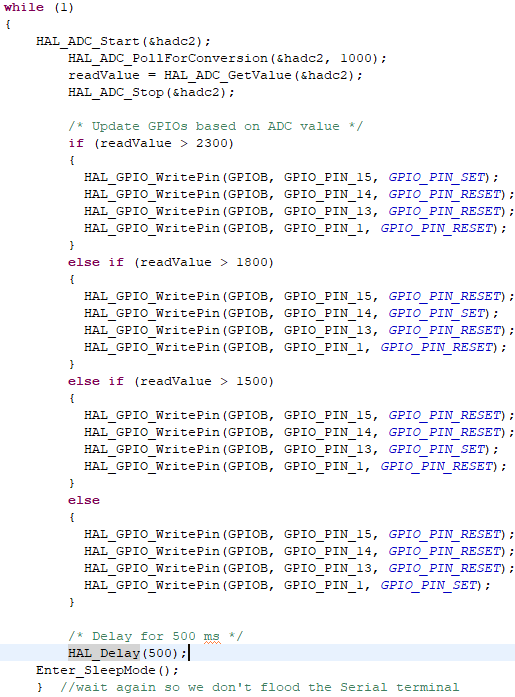 while (1)
{
    HAL_ADC_Start(&hadc2);
        HAL_ADC_PollForConversion(&hadc2, 1000);
        readValue = HAL_ADC_GetValue(&hadc2);
        HAL_ADC_Stop(&hadc2);

        /* Update GPIOs based on ADC value */
        if (readValue > 2300)
        {
          HAL_GPIO_WritePin(GPIOB, GPIO_PIN_15, GPIO_PIN_SET);
          HAL_GPIO_WritePin(GPIOB, GPIO_PIN_14, GPIO_PIN_RESET);
          HAL_GPIO_WritePin(GPIOB, GPIO_PIN_13, GPIO_PIN_RESET);
          HAL_GPIO_WritePin(GPIOB, GPIO_PIN_1, GPIO_PIN_RESET);
        }
        else if (readValue > 1800)
        {
          HAL_GPIO_WritePin(GPIOB, GPIO_PIN_15, GPIO_PIN_RESET);
          HAL_GPIO_WritePin(GPIOB, GPIO_PIN_14, GPIO_PIN_SET);
          HAL_GPIO_WritePin(GPIOB, GPIO_PIN_13, GPIO_PIN_RESET);
          HAL_GPIO_WritePin(GPIOB, GPIO_PIN_1, GPIO_PIN_RESET);
        }
        else if (readValue > 1500)
        {
          HAL_GPIO_WritePin(GPIOB, GPIO_PIN_15, GPIO_PIN_RESET);
          HAL_GPIO_WritePin(GPIOB, GPIO_PIN_14, GPIO_PIN_RESET);
          HAL_GPIO_WritePin(GPIOB, GPIO_PIN_13, GPIO_PIN_SET);
          HAL_GPIO_WritePin(GPIOB, GPIO_PIN_1, GPIO_PIN_RESET);
        }
        else
        {
          HAL_GPIO_WritePin(GPIOB, GPIO_PIN_15, GPIO_PIN_RESET);
          HAL_GPIO_WritePin(GPIOB, GPIO_PIN_14, GPIO_PIN_RESET);
          HAL_GPIO_WritePin(GPIOB, GPIO_PIN_13, GPIO_PIN_RESET);
          HAL_GPIO_WritePin(GPIOB, GPIO_PIN_1, GPIO_PIN_SET);
        }

        /* Delay for 500 ms */
        HAL_Delay(500);
    Enter_SleepMode();
    }  //wait again so we don't flood the Serial terminal